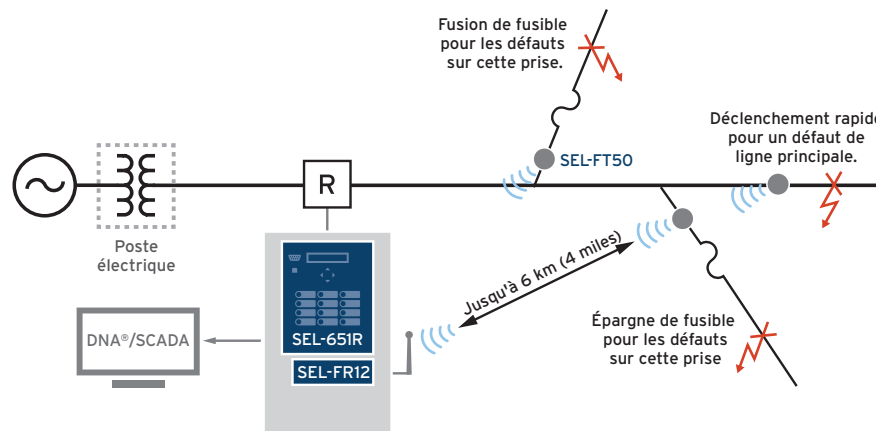 Fusion de fusible
pour les défauts
sur cette prise.
SEL-FT50
Déclenchement rapide
pour un défaut de
ligne principale.
R
Poste
électrique
Jusqu'à 6 km (4 miles)
DNA®/SCADA
SEL-651R
SEL-FR12
Épargne de fusible
pour les défauts
sur cette prise